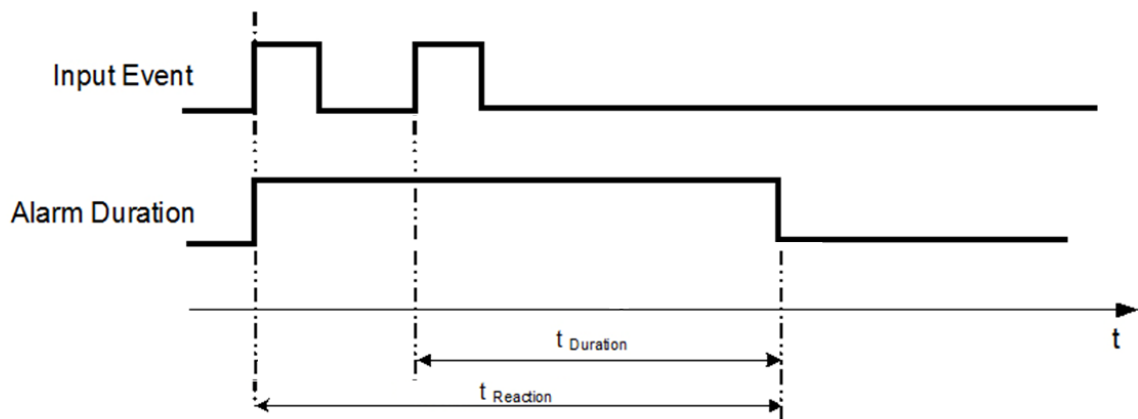 Input Event
Alarm Duration
t
t Duration
t Reaction